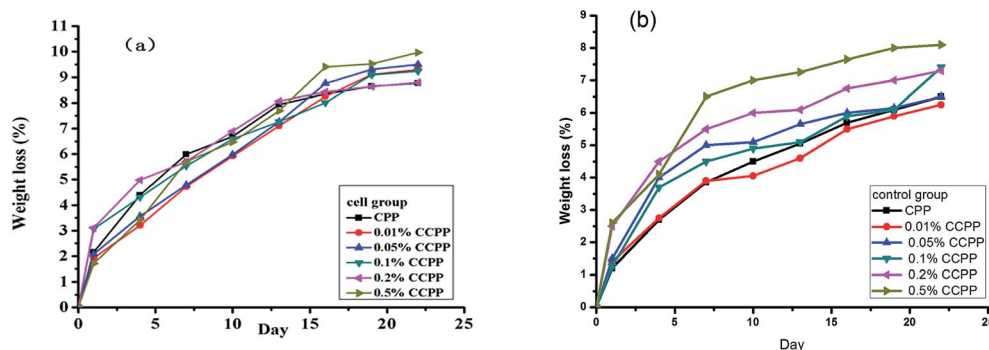 (a)
Weight loss (%)
11
10
9
8
7
6
5
4
3
2
1
0
0 5 10 15 20 25
Day
cell group
CPP
0.01% CCPP
0.05% CCPP
0.1% CCPP
0.2% CCPP
0.5% CCPP
(b)
Weight loss (%)
9
8
7
6
5
4
3
2
1
0
0 5 10 15 20 25
Day
control group
CPP
0.01% CCPP
0.05% CCPP
0.1% CCPP
0.2% CCPP
0.5% CCPP